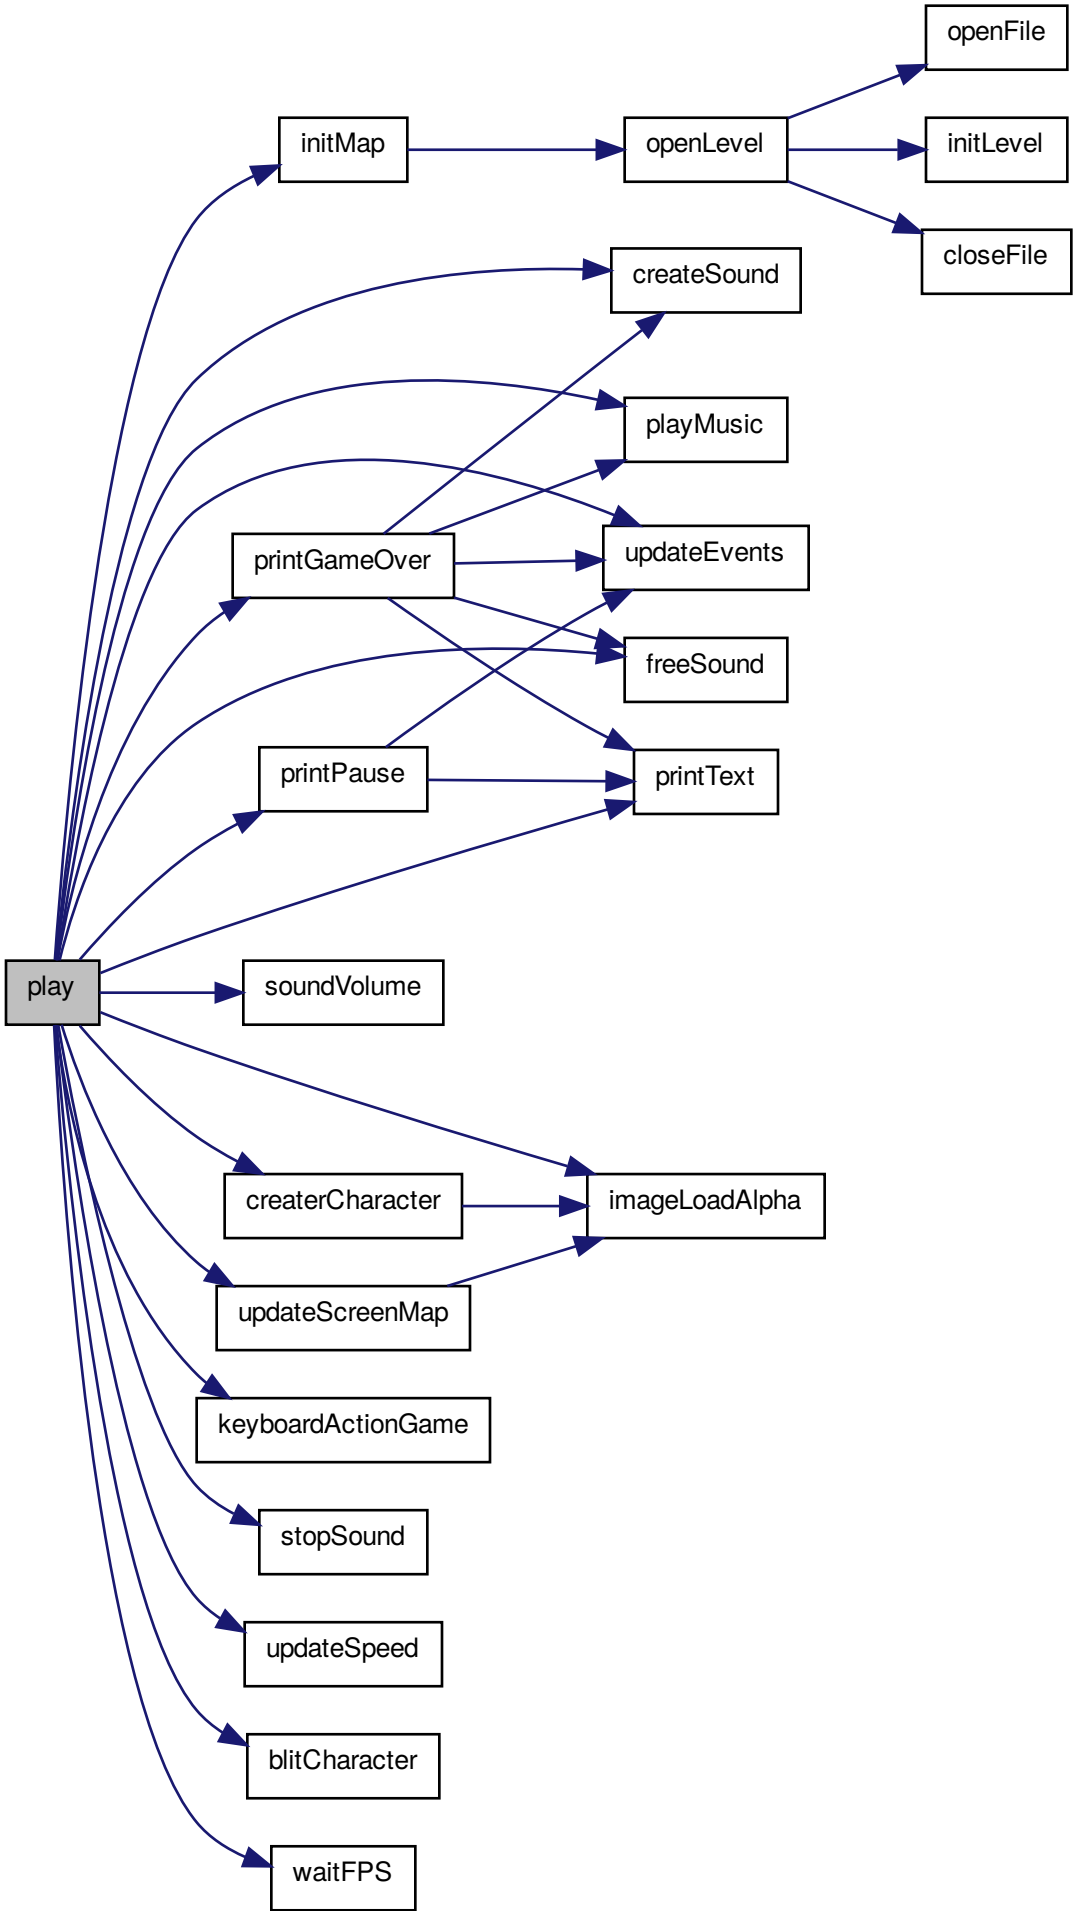 openFile
initMap
openLevel
initLevel
closeFile
createSound
playMusic
updateEvents
printGameOver
freeSound
printPause
printText
play
soundVolume
createrCharacter
imageLoadAlpha
updateScreenMap
keyboardActionGame
stopSound
updateSpeed
blitCharacter
waitFPS